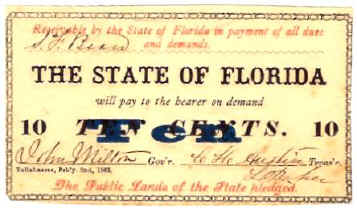 Receivable by the State of Florida in payment of all dues
and demands.
THE STATE OF FLORIDA
will pay to the bearer on demand
10 TEN CENTS. 10
Ten
John Milton Gov'r. Treas'r.
Tallahassee, Feb'y. 2nd, 1863.
The Public Lands of the State pledged.